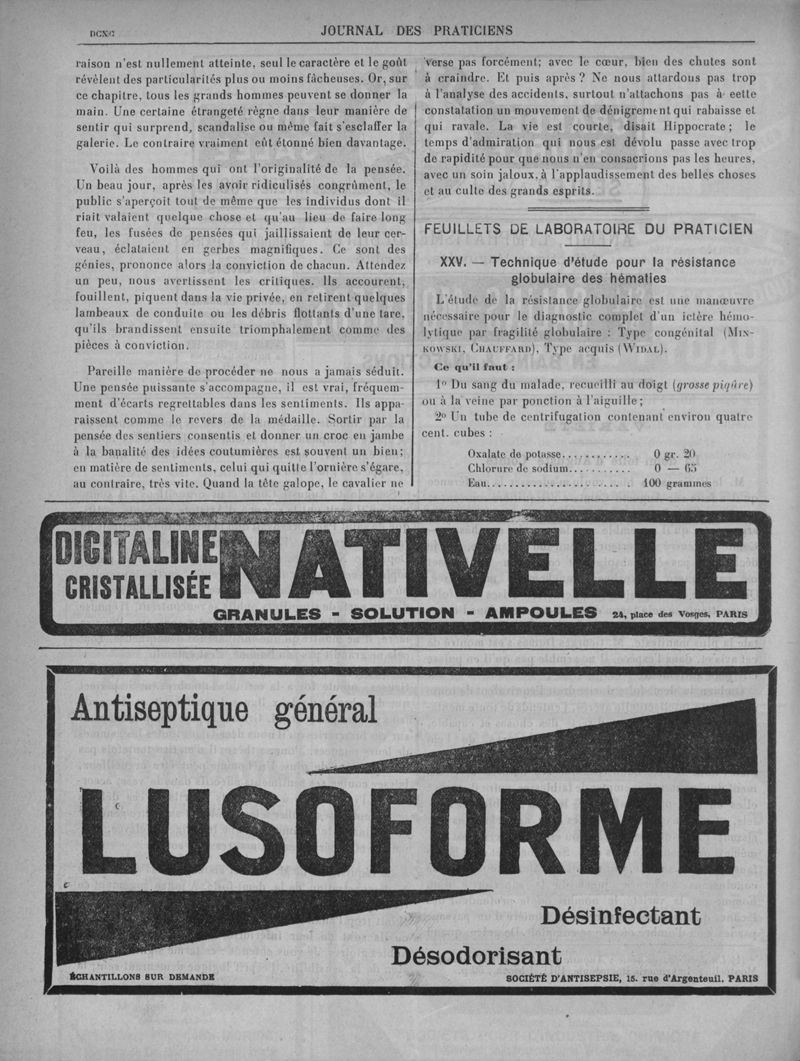 DCXC
JOURNAL DES PRATICIENS
raison n'est nullement atteinte, seul le caractère et le goût
révèlent des particularités plus ou moins fâcheuses. Or, sur
ce chapitre, tous les grands hommes peuvent se donner la
main. Une certaine étrangeté règne dans leur manière de
sentir qui surprend, scandalise ou même fait s'esclaffer la
galerie. Le contraire vraiment eût étonné bien davantage.
Voilà des hommes qui ont l'originalité de la pensée.
Un beau jour, après les avoir ridiculisés congrûment, le
public s'aperçoit tout de même que les individus dont il
riait valaient quelque chose et qu'au lieu de faire long
feu, les fusées de pensées qui jaillissaient de leur cer-
veau, éclataient en gerbes magnifiques. Ce sont des
génies, prononce alors la conviction de chacun. Attendez
un peu, nous avertissent les critiques. Ils accourent,
fouillent, piquent dans la vie privée, en retirent quelques
lambeaux de conduite ou les débris flottants d'une tare,
qu'ils brandissent ensuite triomphalement comme des
pièces à conviction.
Pareille manière de procéder ne nous a jamais séduit.
Une pensée puissante s'accompagne, il est vrai, fréquem-
ment d'écarts regrettables dans les sentiments. Ils appa-
raissent comme le revers de la médaille. Sortir par la
pensée des sentiers consentis et donner un croc en jambe
à la banalité des idées coutumières est souvent un bien;
en matière de sentiments, celui qui quitte l'ornière s'égare,
au contraire, très vite. Quand la tête galope, le cavalier ne
verse pas forcément; avec le cœur, bien des chutes sont
à craindre. Et puis après ? Ne nous attardons pas trop
à l'analyse des accidents, surtout n'attachons pas à cette
constatation un mouvement de dénigrement qui rabaisse et
qui ravale. La vie est courte, disait Hippocrate; le
temps d'admiration qui nous est dévolu passe avec trop
de rapidité pour que nous n'en consacrions pas les heures,
avec un soin jaloux, à l'applaudissement des belles choses
et au culte des grands esprits.
FEUILLETS DE LABORATOIRE DU PRATICIEN
XXV. — Technique d'étude pour la résistance
globulaire des hématies
L'étude de la résistance globulaire est une manœuvre
nécessaire pour le diagnostic complet d'un ictère hémo-
lytique par fragilité globulaire : Type congénital (MIN-
KOWSKI, CHAUFFARD), Type acquis (WIDAL).
Ce qu'il faut :
1º Du sang du malade, recueilli au doigt (grosse piqûre)
ou à la veine par ponction à l'aiguille;
2º Un tube de centrifugation contenant environ quatre
cent. cubes :
Oxalate de potasse............ 0 gr. 20
Chlorure de sodium........... 0 — 65
Eau....................... 100 grammes
DIGITALINE
CRISTALLISÉE
NATIVELLE
GRANULES - SOLUTION - AMPOULES 24, place des Vosges, PARIS
Antiseptique général
LUSOFORME
Désinfectant
Désodorisant
ÉCHANTILLONS SUR DEMANDE
SOCIÉTÉ D'ANTISEPSIE, 15, rue d'Argenteuil, PARIS